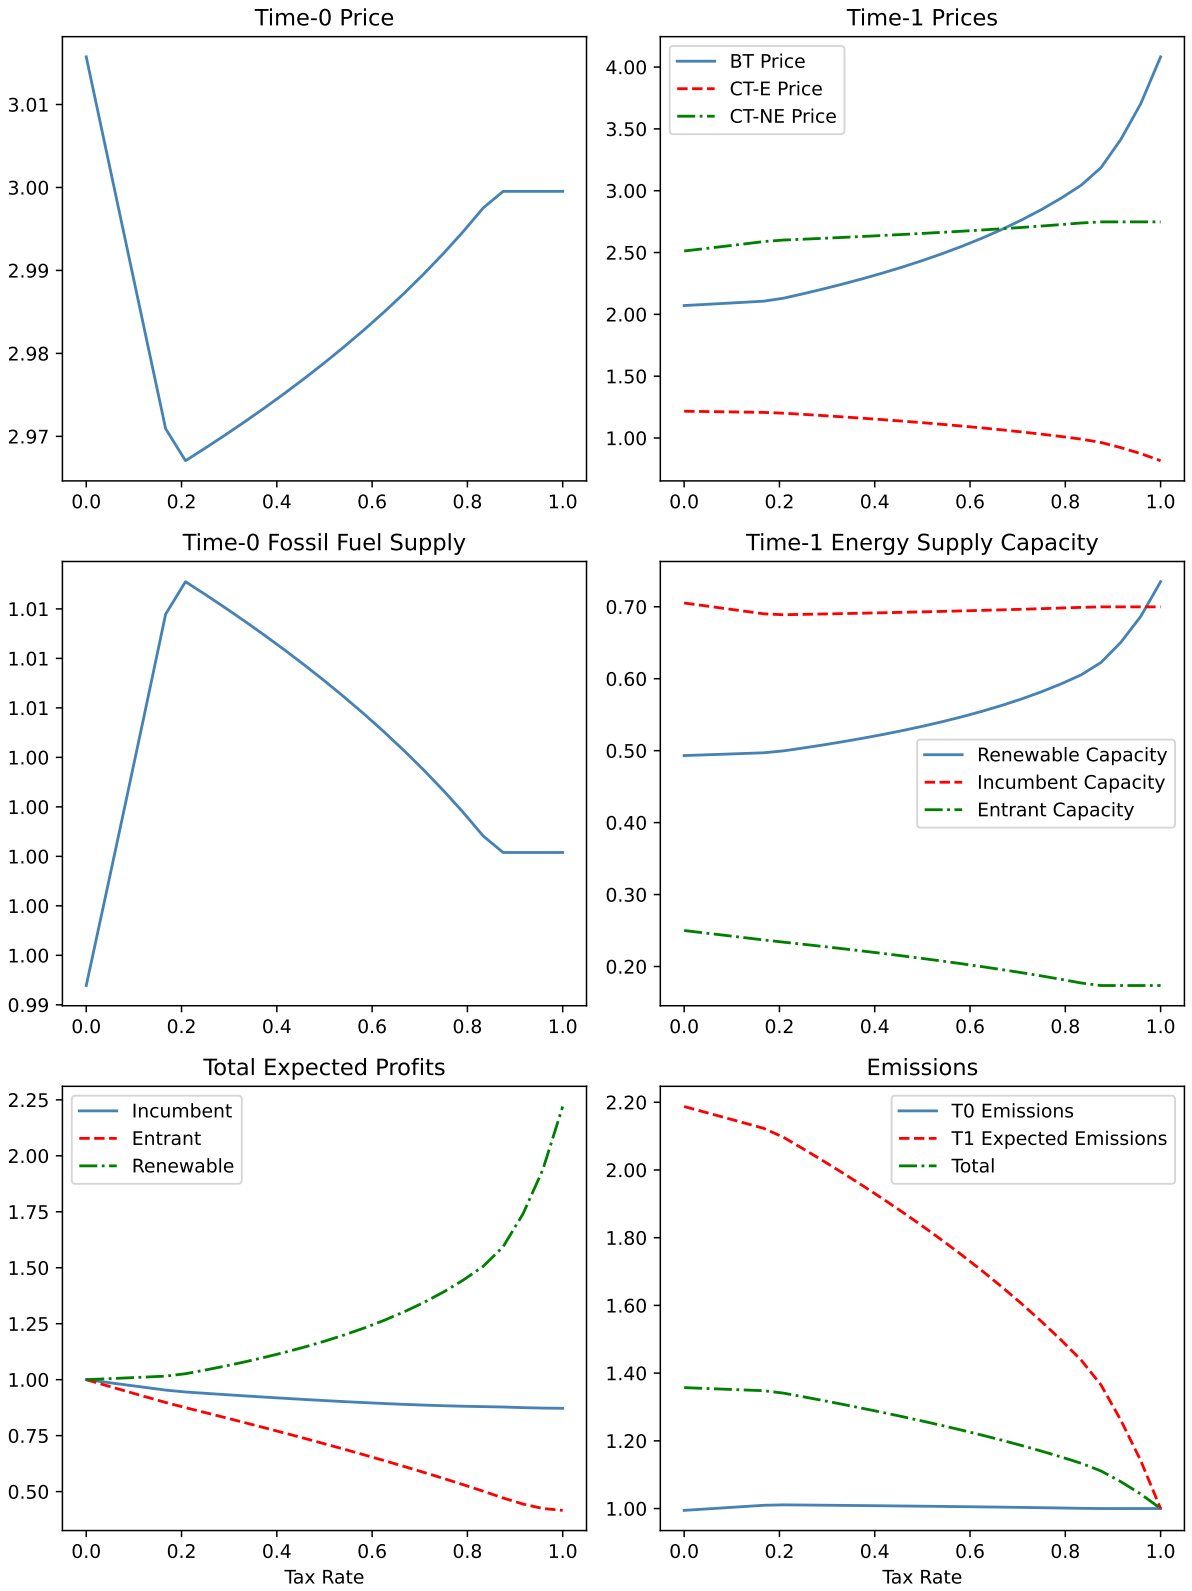 Time-0 Price
3.01
3.00
2.99
2.98
2.97
0.0 0.2 0.4 0.6 0.8 1.0
Time-1 Prices
BT Price
CT-E Price
CT-NE Price
4.00
3.50
3.00
2.50
2.00
1.50
1.00
0.0 0.2 0.4 0.6 0.8 1.0
Time-0 Fossil Fuel Supply
1.01
1.01
1.01
1.00
1.00
1.00
1.00
1.00
0.99
0.0 0.2 0.4 0.6 0.8 1.0
Time-1 Energy Supply Capacity
0.70
0.60
0.50
0.40
0.30
0.20
Renewable Capacity
Incumbent Capacity
Entrant Capacity
0.0 0.2 0.4 0.6 0.8 1.0
Total Expected Profits
Incumbent
Entrant
Renewable
2.25
2.00
1.75
1.50
1.25
1.00
0.75
0.50
0.0 0.2 0.4 0.6 0.8 1.0
Tax Rate
Emissions
T0 Emissions
T1 Expected Emissions
Total
2.20
2.00
1.80
1.60
1.40
1.20
1.00
0.0 0.2 0.4 0.6 0.8 1.0
Tax Rate